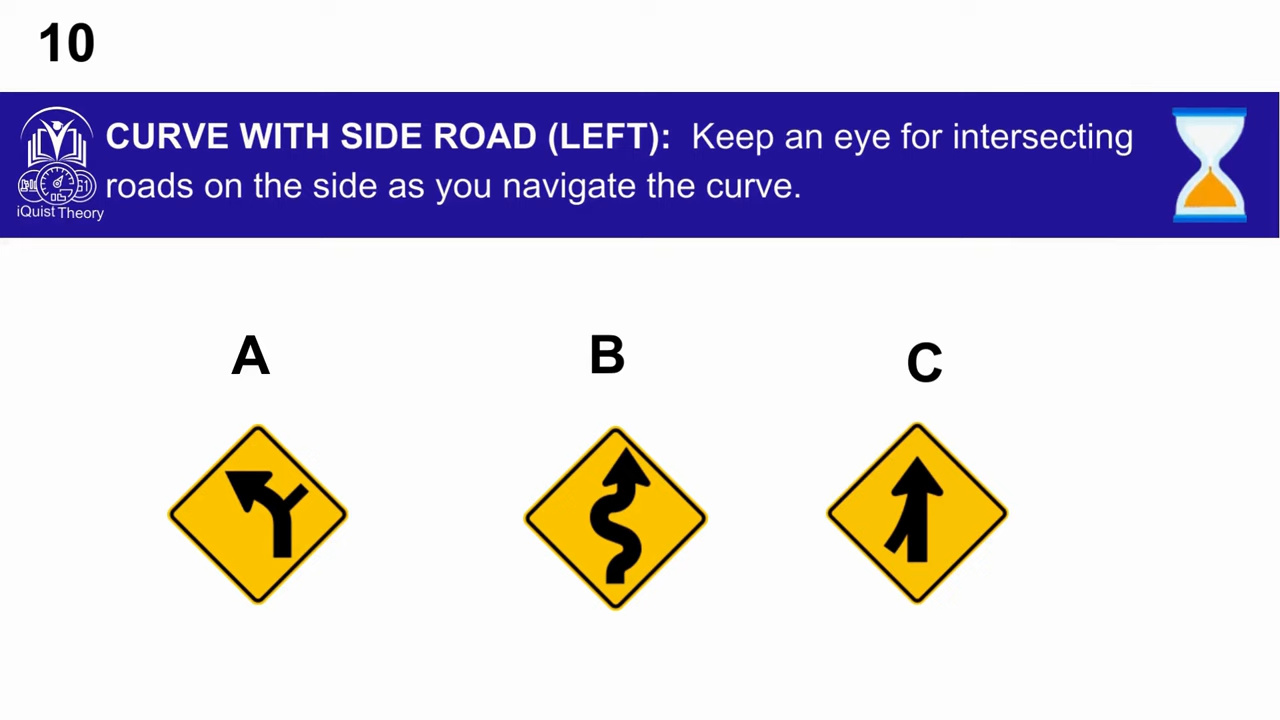 10
CURVE WITH SIDE ROAD (LEFT): Keep an eye for intersecting
roads on the side as you navigate the curve.
iQuist Theory
A
B
C